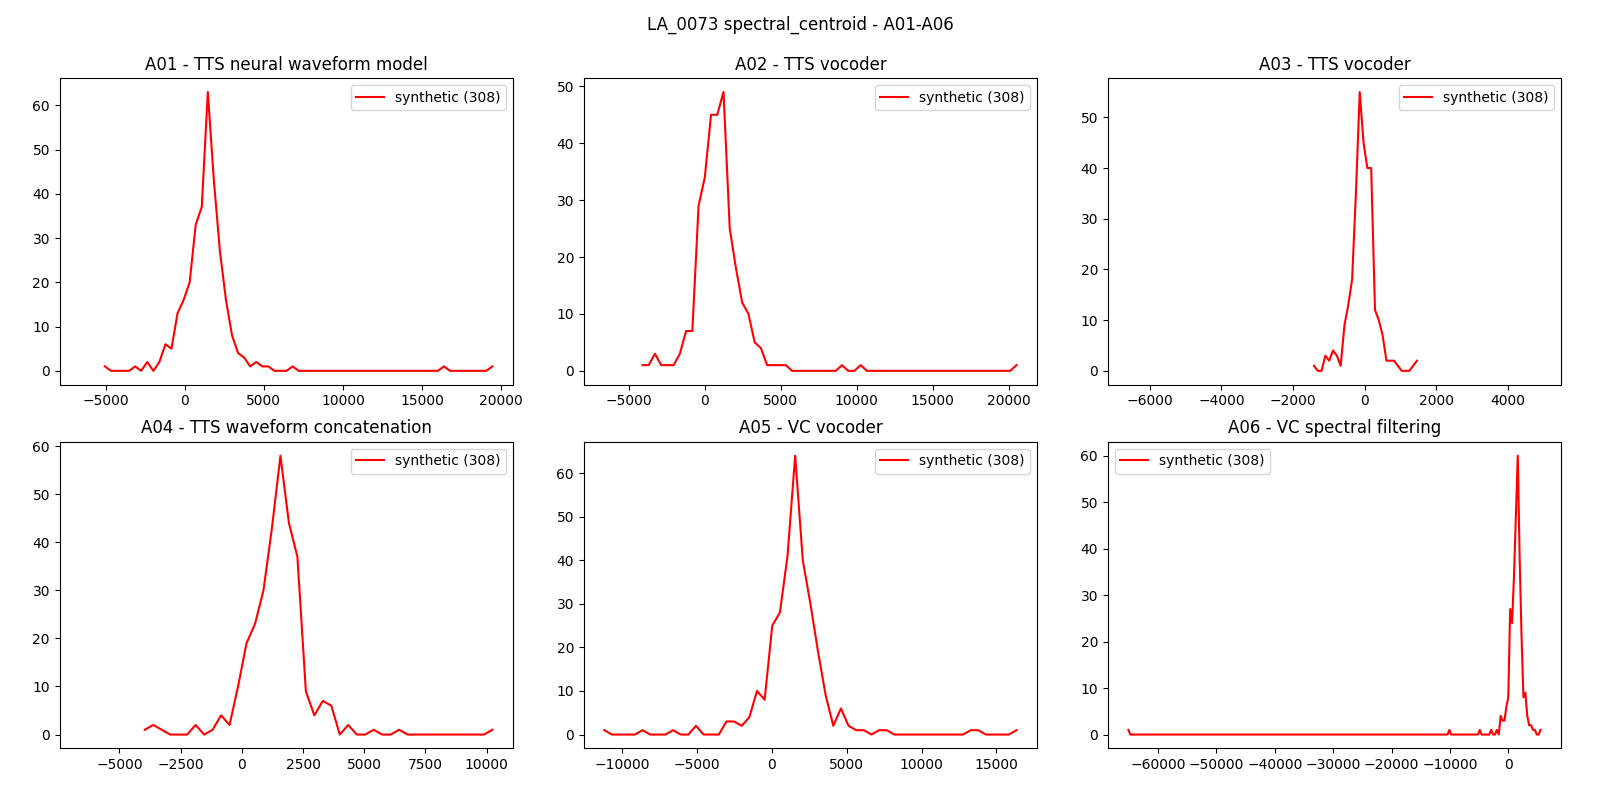 LA_0073 spectral_centroid - A01-A06
A01 - TTS neural waveform model
synthetic (308)
60
50
40
30
20
10
0
−5000 0 5000 10000 15000 20000
A02 - TTS vocoder
synthetic (308)
50
40
30
20
10
0
−5000 0 5000 10000 15000 20000
A03 - TTS vocoder
synthetic (308)
50
40
30
20
10
0
−6000 −4000 −2000 0 2000 4000
A04 - TTS waveform concatenation
synthetic (308)
60
50
40
30
20
10
0
−5000 −2500 0 2500 5000 7500 10000
A05 - VC vocoder
synthetic (308)
60
50
40
30
20
10
0
−10000 −5000 0 5000 10000 15000
A06 - VC spectral filtering
synthetic (308)
60
50
40
30
20
10
0
−60000 −50000 −40000 −30000 −20000 −10000 0